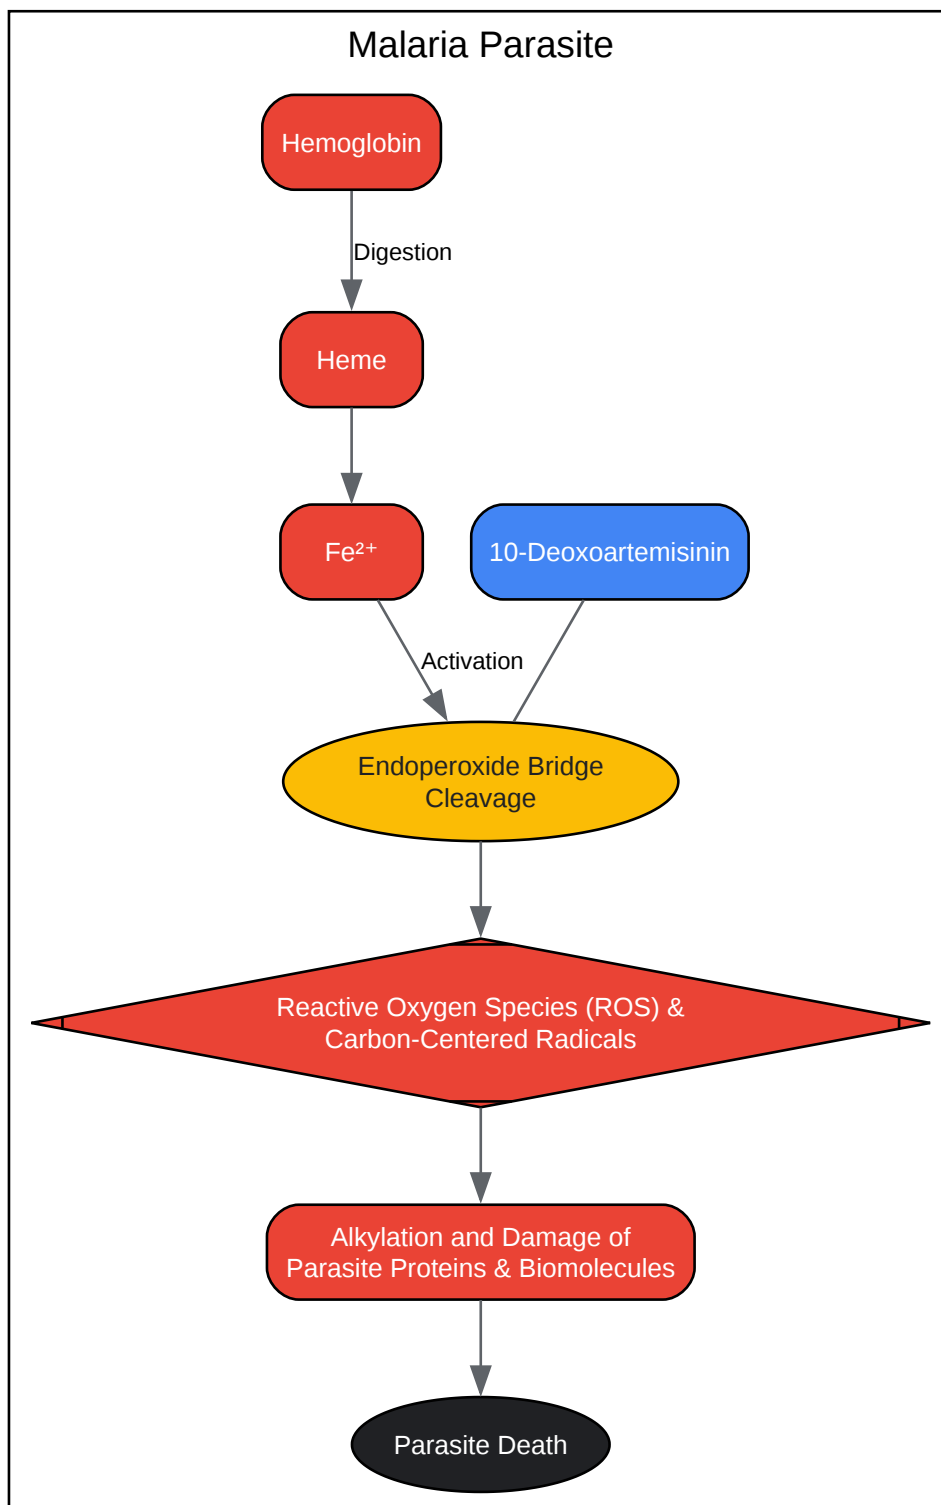 Malaria Parasite
Hemoglobin
Digestion
Heme
Fe²⁺
10-Deoxoartemisinin
Activation
Endoperoxide Bridge
Cleavage
Reactive Oxygen Species (ROS) &
Carbon-Centered Radicals
Alkylation and Damage of
Parasite Proteins & Biomolecules
Parasite Death